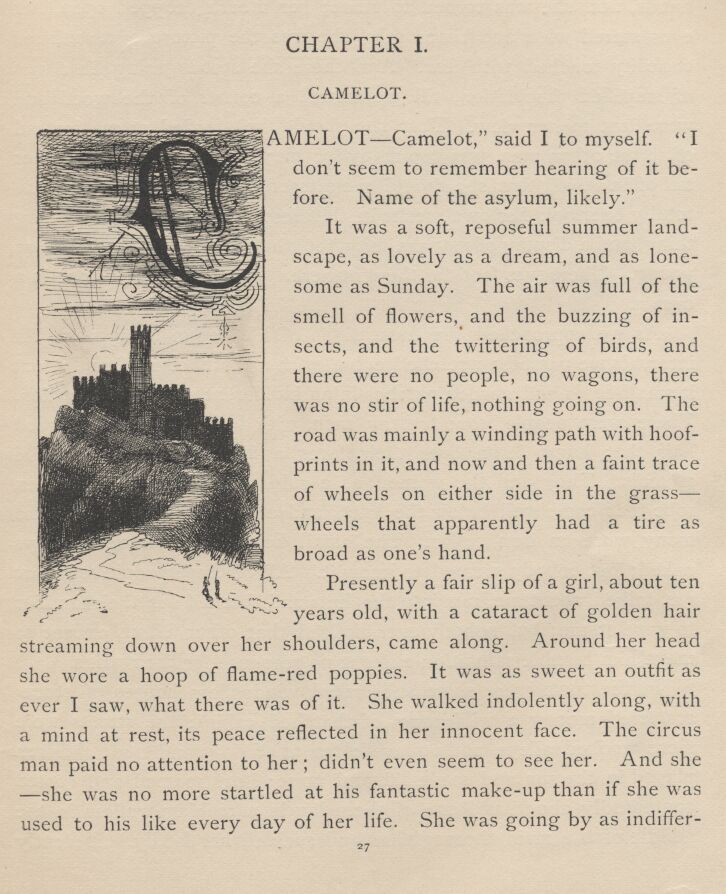 CHAPTER I.
CAMELOT.
CAMELOT—Camelot,” said I to myself. “I
don’t seem to remember hearing of it be-
fore. Name of the asylum, likely.”
It was a soft, reposeful summer land-
scape, as lovely as a dream, and as lone-
some as Sunday. The air was full of the
smell of flowers, and the buzzing of in-
sects, and the twittering of birds, and
there were no people, no wagons, there
was no stir of life, nothing going on. The
road was mainly a winding path with hoof-
prints in it, and now and then a faint trace
of wheels on either side in the grass—
wheels that apparently had a tire as
broad as one’s hand.
Presently a fair slip of a girl, about ten
years old, with a cataract of golden hair
streaming down over her shoulders, came along. Around her head
she wore a hoop of flame-red poppies. It was as sweet an outfit as
ever I saw, what there was of it. She walked indolently along, with
a mind at rest, its peace reflected in her innocent face. The circus
man paid no attention to her; didn’t even seem to see her. And she
—she was no more startled at his fantastic make-up than if she was
used to his like every day of her life. She was going by as indiffer-
27